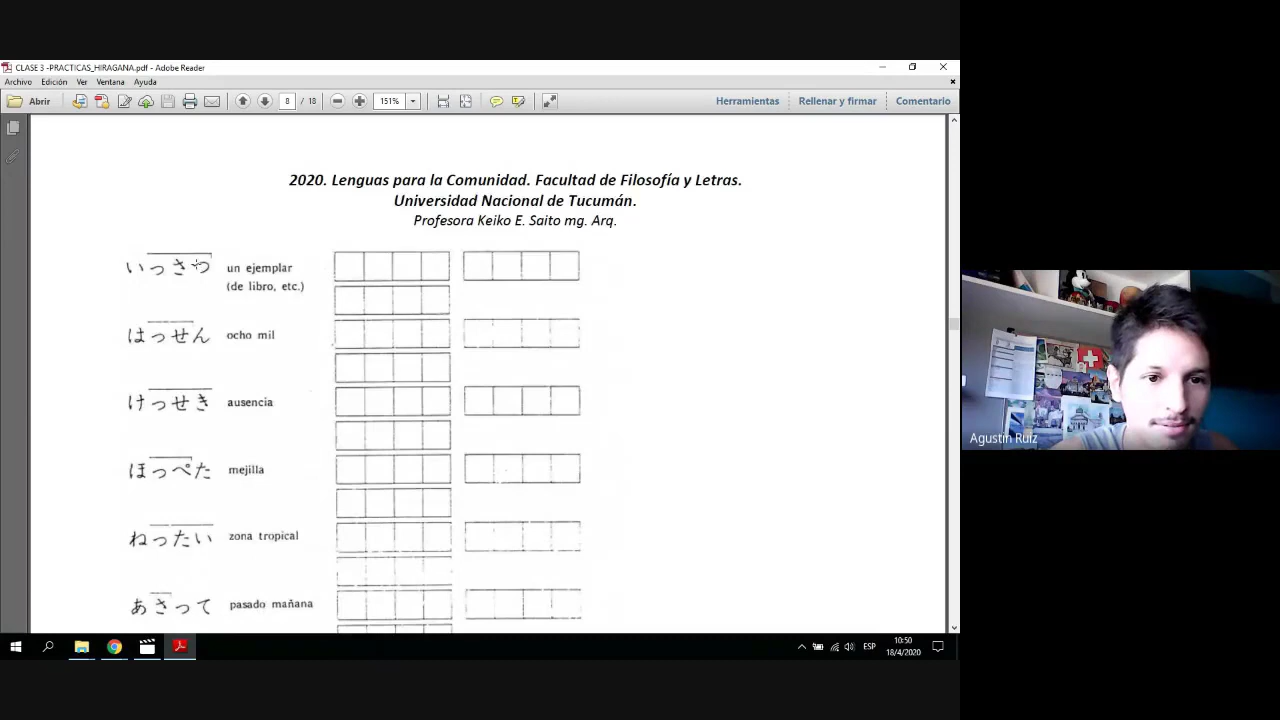 CLASE 3 -PRACTICAS_HIRAGANA.pdf - Adobe Reader
Archivo Edición Ver Ventana Ayuda
Abrir 8 / 18 151% Herramientas Rellenar y firmar Comentario
2020. Lenguas para la Comunidad. Facultad de Filosofía y Letras.
Universidad Nacional de Tucumán.
Profesora Keiko E. Saito mg. Arq.
いっさつ un ejemplar
(de libro, etc.)
はっせん ocho mil
けっせき ausencia
ほっぺた mejilla
ねったい zona tropical
あさって pasado mañana
Agustin Ruiz
ESP
10:50
18/4/2020